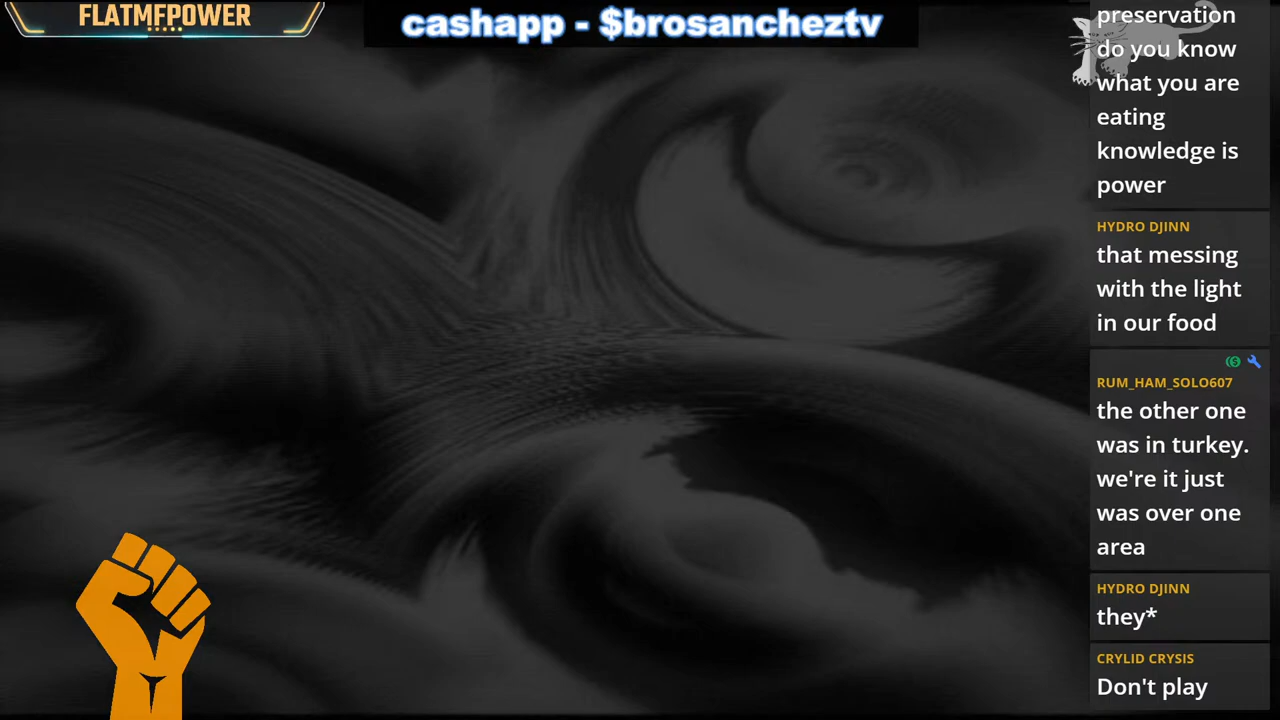 FLATMFPOWER
cashapp - $brosancheztv
preservation
do you know
what you are
eating
knowledge is
power
HYDRO DJINN
that messing
with the light
in our food
RUM_HAM_SOLO607
the other one
was in turkey.
we're it just
was over one
area
HYDRO DJINN
they*
CRYLID CRYSIS
Don't play